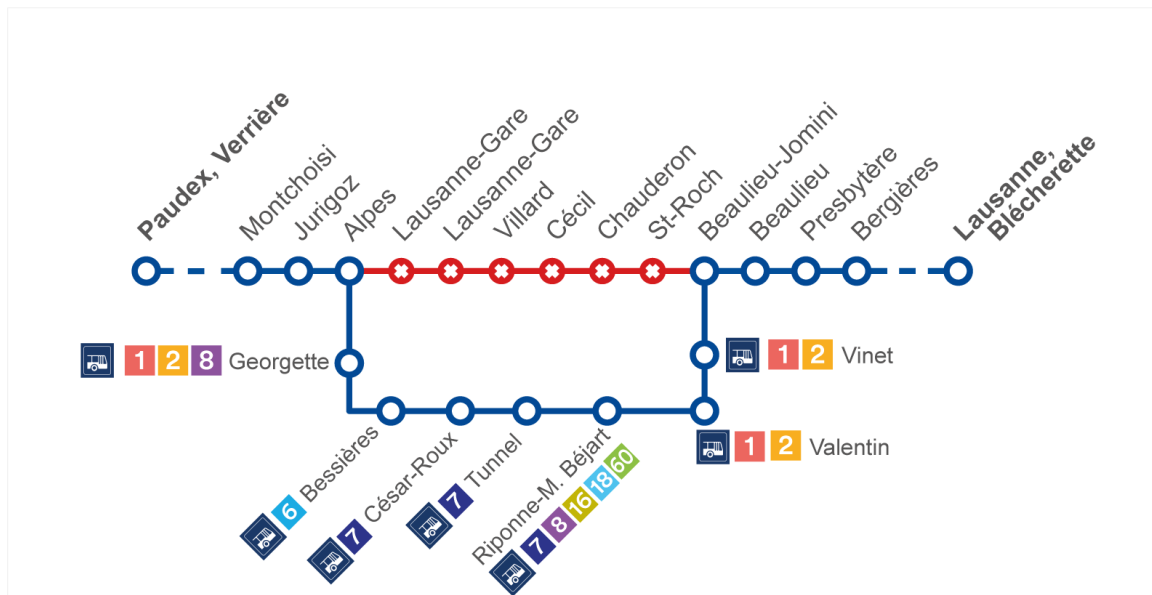 Paudex, Verrière
Montchoisi
Jurigoz
Alpes
Lausanne-Gare
Lausanne-Gare
Villard
Cécil
Chauderon
St-Roch
Beaulieu-Jomini
Beaulieu
Presbytère
Bergières
Lausanne,
Blécherette
1 2 8 Georgette
1 2 Vinet
1 2 Valentin
6 Bessières
7 César-Roux
7 Tunnel
Riponne-M. Béjart
7 8 16 18 60